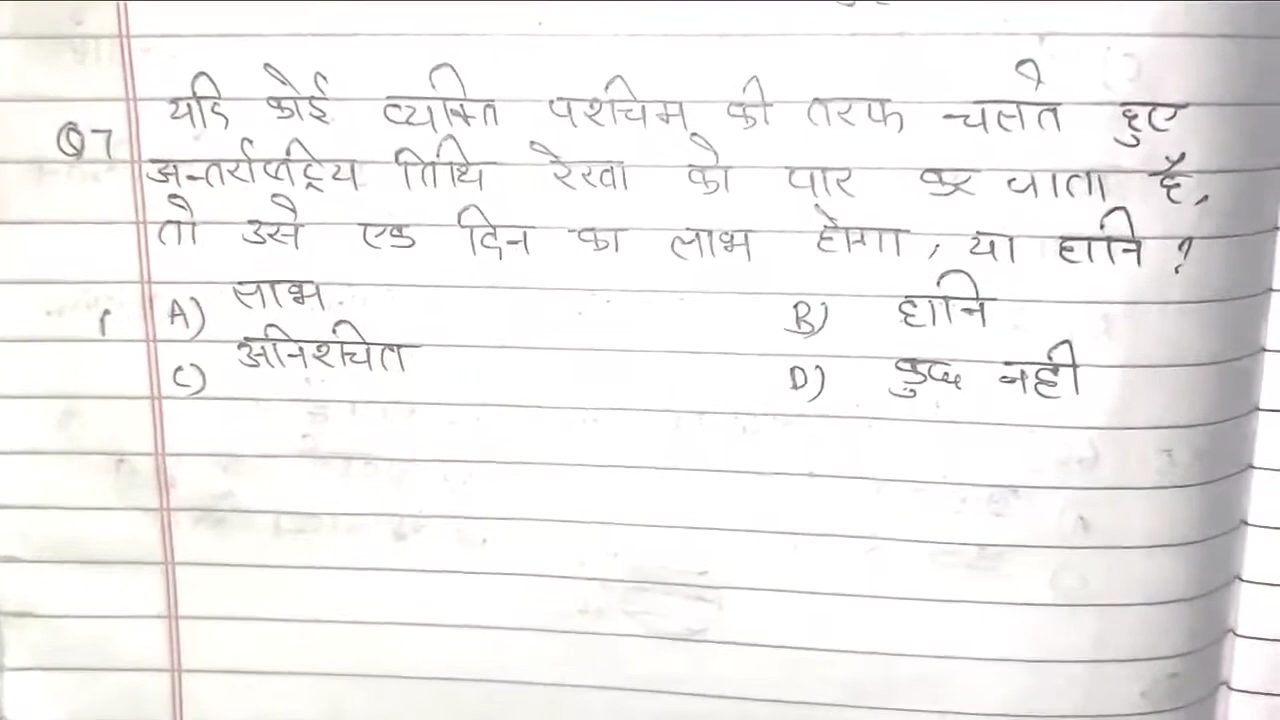 यदि कोई व्यक्ति पश्चिम की तरफ चलते हुए
Q7 अन्तर्राष्ट्रिय तिथि रेखा को पार कर जाता है,
तो उसे एक दिन का लाभ होगा, या हानि ?
A) लाभ B) हानि
C) अनिश्चित D) कुछ नही